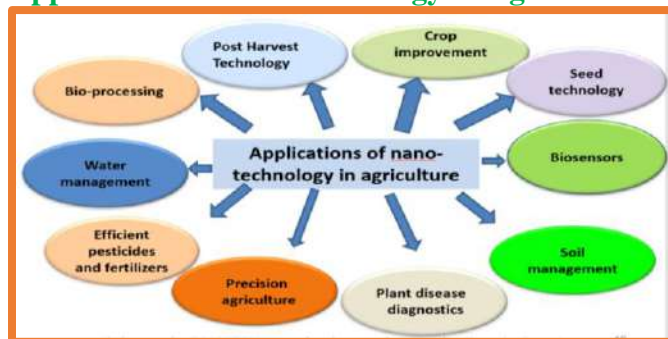 Post Harvest
Technology
Crop
improvement
Seed
technology
Bio-processing
Applications of nano-
technology in agriculture
Biosensors
Water
management
Efficient
pesticides
and fertilizers
Soil
management
Precision
agriculture
Plant disease
diagnostics